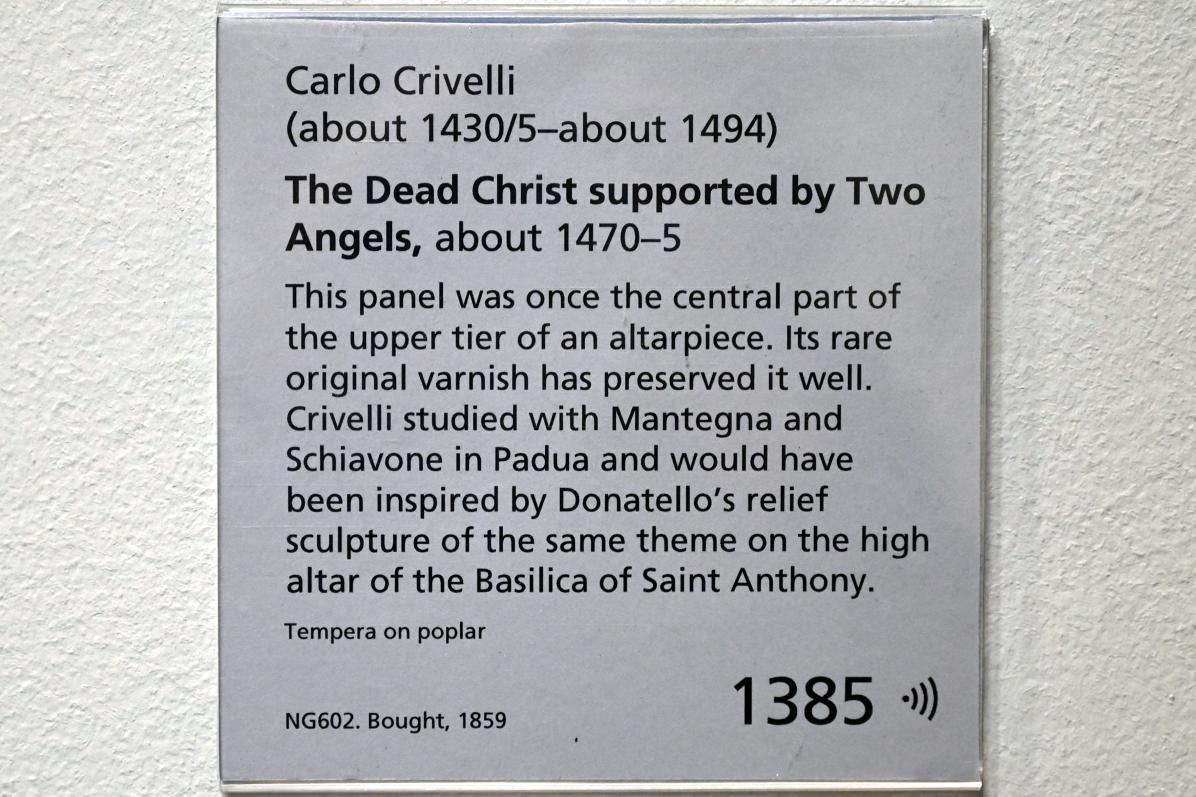 Carlo Crivelli
(about 1430/5–about 1494)
The Dead Christ supported by Two
Angels, about 1470–5
This panel was once the central part of
the upper tier of an altarpiece. Its rare
original varnish has preserved it well.
Crivelli studied with Mantegna and
Schiavone in Padua and would have
been inspired by Donatello’s relief
sculpture of the same theme on the high
altar of the Basilica of Saint Anthony.
Tempera on poplar
1385
NG602. Bought, 1859